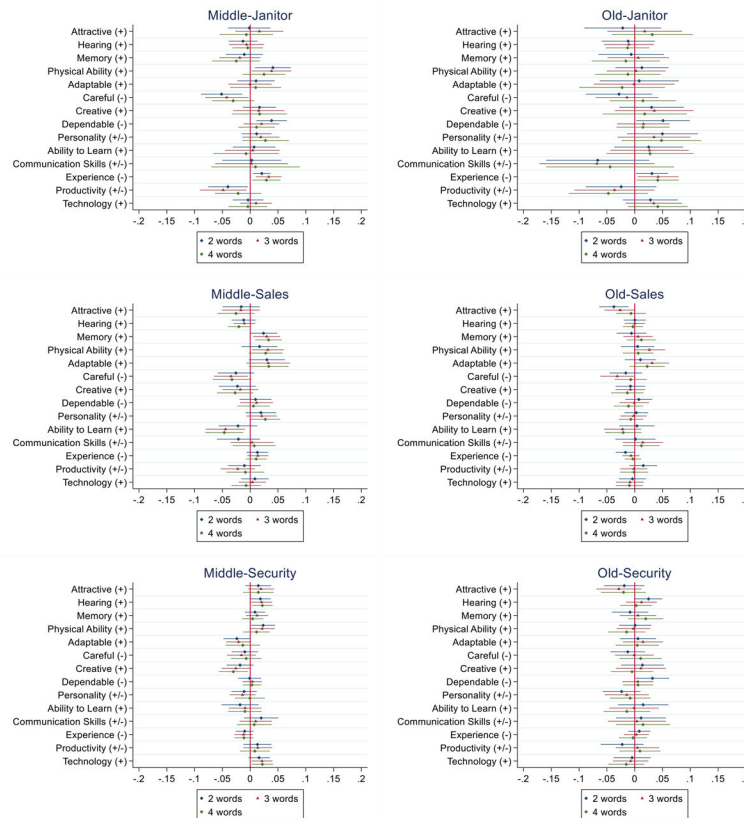 Middle-Janitor
Attractive (+)
Hearing (+)
Memory (+)
Physical Ability (+)
Adaptable (+)
Careful (-)
Creative (+)
Dependable (-)
Personality (+/-)
Ability to Learn (+)
Communication Skills (+/-)
Experience (-)
Productivity (+/-)
Technology (+)
-.2 -.15 -.1 -.05 0 .05 .1 .15 .2
2 words 3 words
4 words
Old-Janitor
Attractive (+)
Hearing (+)
Memory (+)
Physical Ability (+)
Adaptable (+)
Careful (-)
Creative (+)
Dependable (-)
Personality (+/-)
Ability to Learn (+)
Communication Skills (+/-)
Experience (-)
Productivity (+/-)
Technology (+)
-.2 -.15 -.1 -.05 0 .05 .1 .15 .2
2 words 3 words
4 words
Middle-Sales
Attractive (+)
Hearing (+)
Memory (+)
Physical Ability (+)
Adaptable (+)
Careful (-)
Creative (+)
Dependable (-)
Personality (+/-)
Ability to Learn (+)
Communication Skills (+/-)
Experience (-)
Productivity (+/-)
Technology (+)
-.2 -.15 -.1 -.05 0 .05 .1 .15 .2
2 words 3 words
4 words
Old-Sales
Attractive (+)
Hearing (+)
Memory (+)
Physical Ability (+)
Adaptable (+)
Careful (-)
Creative (+)
Dependable (-)
Personality (+/-)
Ability to Learn (+)
Communication Skills (+/-)
Experience (-)
Productivity (+/-)
Technology (+)
-.2 -.15 -.1 -.05 0 .05 .1 .15 .2
2 words 3 words
4 words
Middle-Security
Attractive (+)
Hearing (+)
Memory (+)
Physical Ability (+)
Adaptable (+)
Careful (-)
Creative (+)
Dependable (-)
Personality (+/-)
Ability to Learn (+)
Communication Skills (+/-)
Experience (-)
Productivity (+/-)
Technology (+)
-.2 -.15 -.1 -.05 0 .05 .1 .15 .2
2 words 3 words
4 words
Old-Security
Attractive (+)
Hearing (+)
Memory (+)
Physical Ability (+)
Adaptable (+)
Careful (-)
Creative (+)
Dependable (-)
Personality (+/-)
Ability to Learn (+)
Communication Skills (+/-)
Experience (-)
Productivity (+/-)
Technology (+)
-.2 -.15 -.1 -.05 0 .05 .1 .15 .2
2 words 3 words
4 words